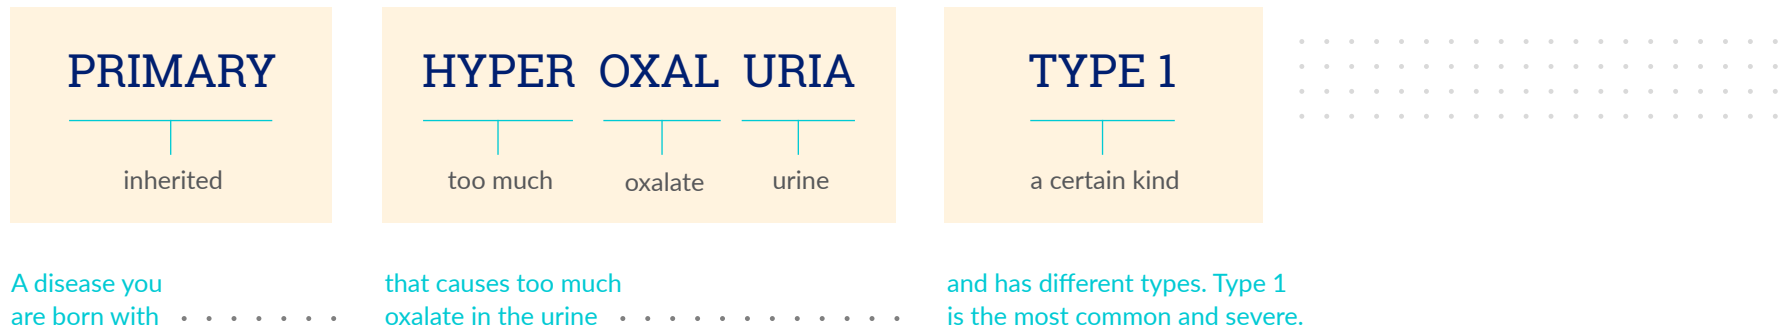 PRIMARY
inherited
HYPER OXAL URIA
too much oxalate urine
TYPE 1
a certain kind
A disease you
are born with
that causes too much
oxalate in the urine
and has different types. Type 1
is the most common and severe.